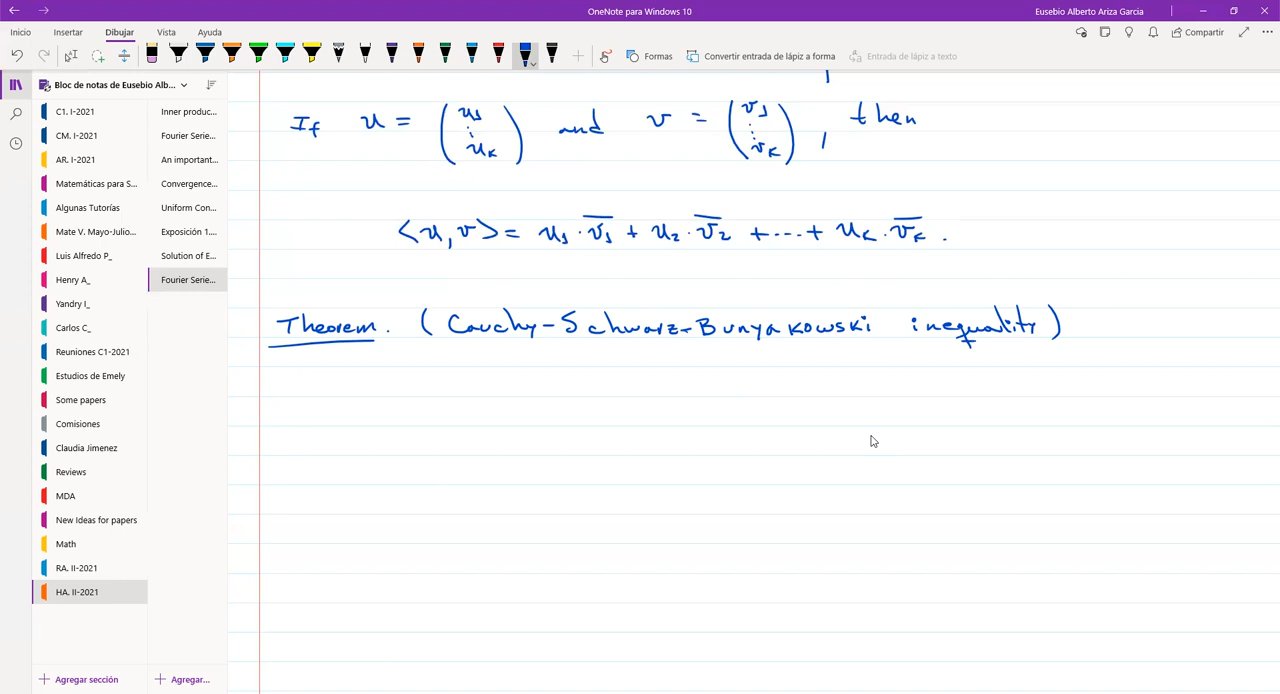 OneNote para Windows 10
Eusebio Alberto Ariza Garcia
Inicio Insertar Dibujar Vista Ayuda
Compartir
Formas Convertir entrada de lápiz a forma Entrada de lápiz a texto
Bloc de notas de Eusebio Alb...
C1. I-2021
CM. I-2021
AR. I-2021
Matemáticas para S...
Algunas Tutorías
Mate V. Mayo-Julio...
Luis Alfredo P_
Henry A_
Yandry I_
Carlos C_
Reuniones C1-2021
Estudios de Emely
Some papers
Comisiones
Claudia Jimenez
Reviews
MDA
New Ideas for papers
Math
RA. II-2021
HA. II-2021
Agregar sección
Inner produc...
Fourier Serie...
An important...
Convergence...
Uniform Con...
Exposición 1...
Solution of E...
Fourier Serie...
Agregar...
If u = (u₁ ⋮ u_k) and v = (v₁ ⋮ v_k), then
<u,v> = u₁·v̅₁ + u₂·v̅₂ + ... + u_k·v̅_k.
Theorem. (Cauchy-Schwarz-Bunyakowski inequality)